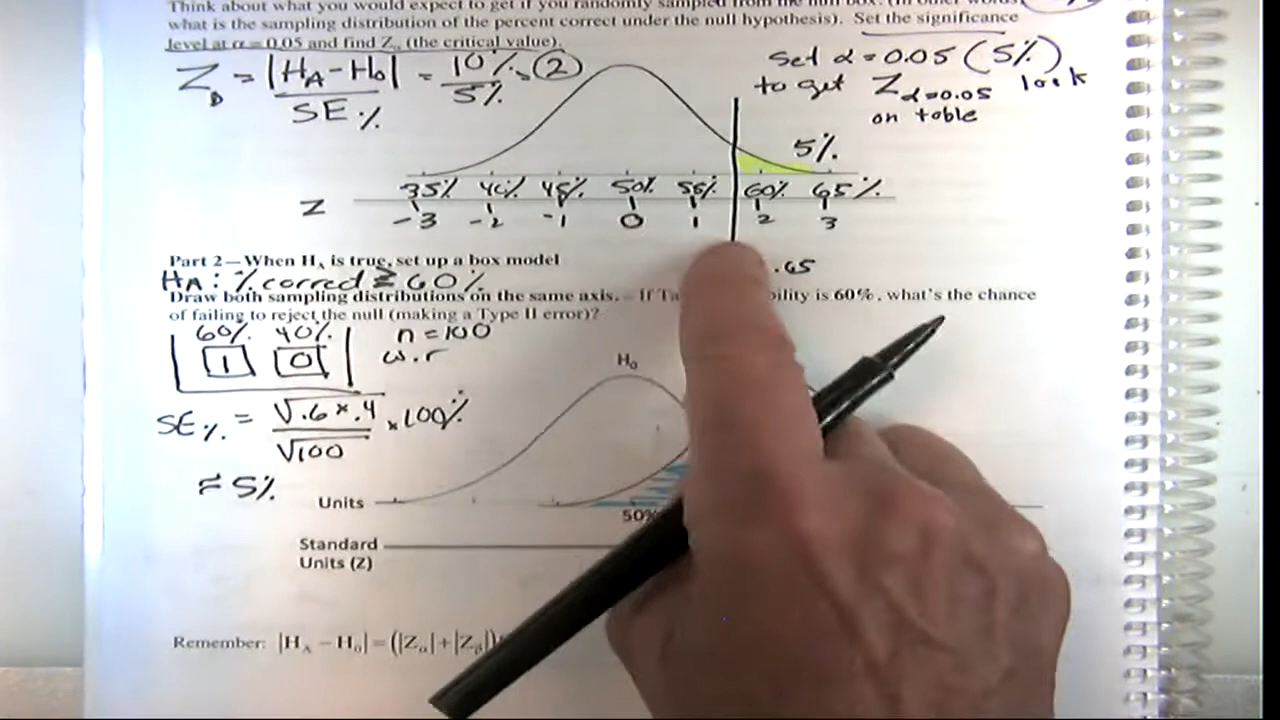 Think about what you would expect to get if you randomly sampled from the null box. (In other words,
what is the sampling distribution of the percent correct under the null hypothesis). Set the significance
level at α = 0.05 and find Zα (the critical value).
Z_D = |HA - H0| / SE% = 10% / 5% = 2
Set α = 0.05 (5%)
to get Z α=0.05 look
on table
5%
35% 40% 45% 50% 55% 60% 65%
Z
-3 -2 -1 0 1 2 3
.65
Part 2—When HA is true, set up a box model
HA: % correct ≥ 60%
Draw both sampling distributions on the same axis. – If bility is 60%, what's the chance
of failing to reject the null (making a Type II error)?
60% 40% n = 100
1 0 w.r
H0
SE% = √.6 × .4 / √100 × 100%
≈ 5%
Units
50%
Standard
Units (Z)
Remember: |HA − H0| = (|Zα| + |Zβ|)